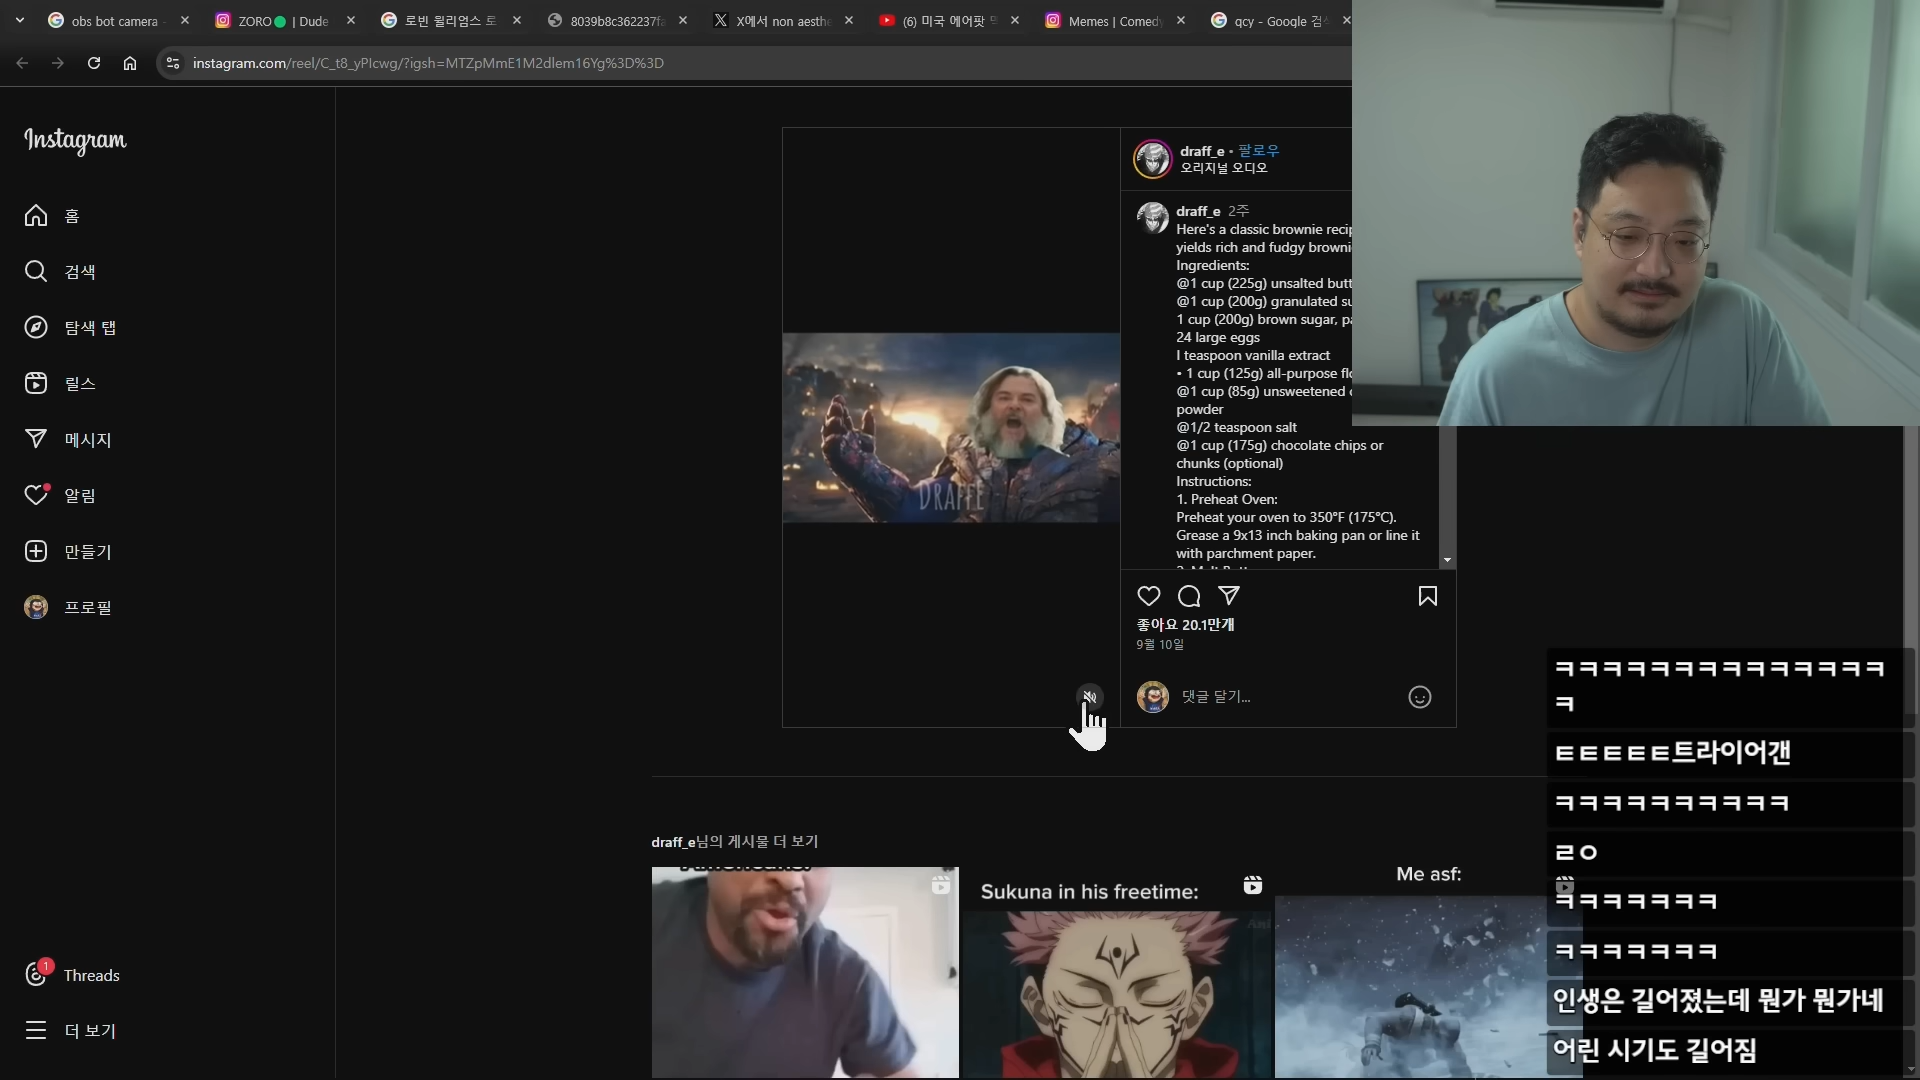 obs bot camera -
ZORO | Dude
로빈 윌리엄스 로
8039b8c362237f
X에서 non aesthe
(6) 미국 에어팟
Memes | Comedy
qcy - Google 검
instagram.com/reel/C_t8_yPIcwg/?igsh=MTZpMmE1M2dlem16Yg%3D%3D
Instagram
홈
검색
탐색 탭
릴스
메시지
알림
만들기
프로필
1
Threads
더 보기
DRAFFE
draff_e • 팔로우
오리지널 오디오
draff_e 2주
Here's a classic brownie recip
yields rich and fudgy browni
Ingredients:
@1 cup (225g) unsalted butt
@1 cup (200g) granulated su
1 cup (200g) brown sugar, pa
24 large eggs
I teaspoon vanilla extract
• 1 cup (125g) all-purpose flo
@1 cup (85g) unsweetened c
powder
@1/2 teaspoon salt
@1 cup (175g) chocolate chips or
chunks (optional)
Instructions:
1. Preheat Oven:
Preheat your oven to 350°F (175°C).
Grease a 9x13 inch baking pan or line it
with parchment paper.
좋아요 20.1만개
9월 10일
댓글 달기...
draff_e님의 게시물 더 보기
Sukuna in his freetime:
Me asf:
ㅋㅋㅋㅋㅋㅋㅋㅋㅋㅋㅋㅋㅋㅋ
ㅋ
ㅌㅌㅌㅌㅌ트라이어갠
ㅋㅋㅋㅋㅋㅋㅋㅋㅋㅋ
ㄹㅇ
ㅋㅋㅋㅋㅋㅋㅋ
ㅋㅋㅋㅋㅋㅋㅋ
인생은 길어졌는데 뭔가 뭔가네
어린 시기도 길어짐